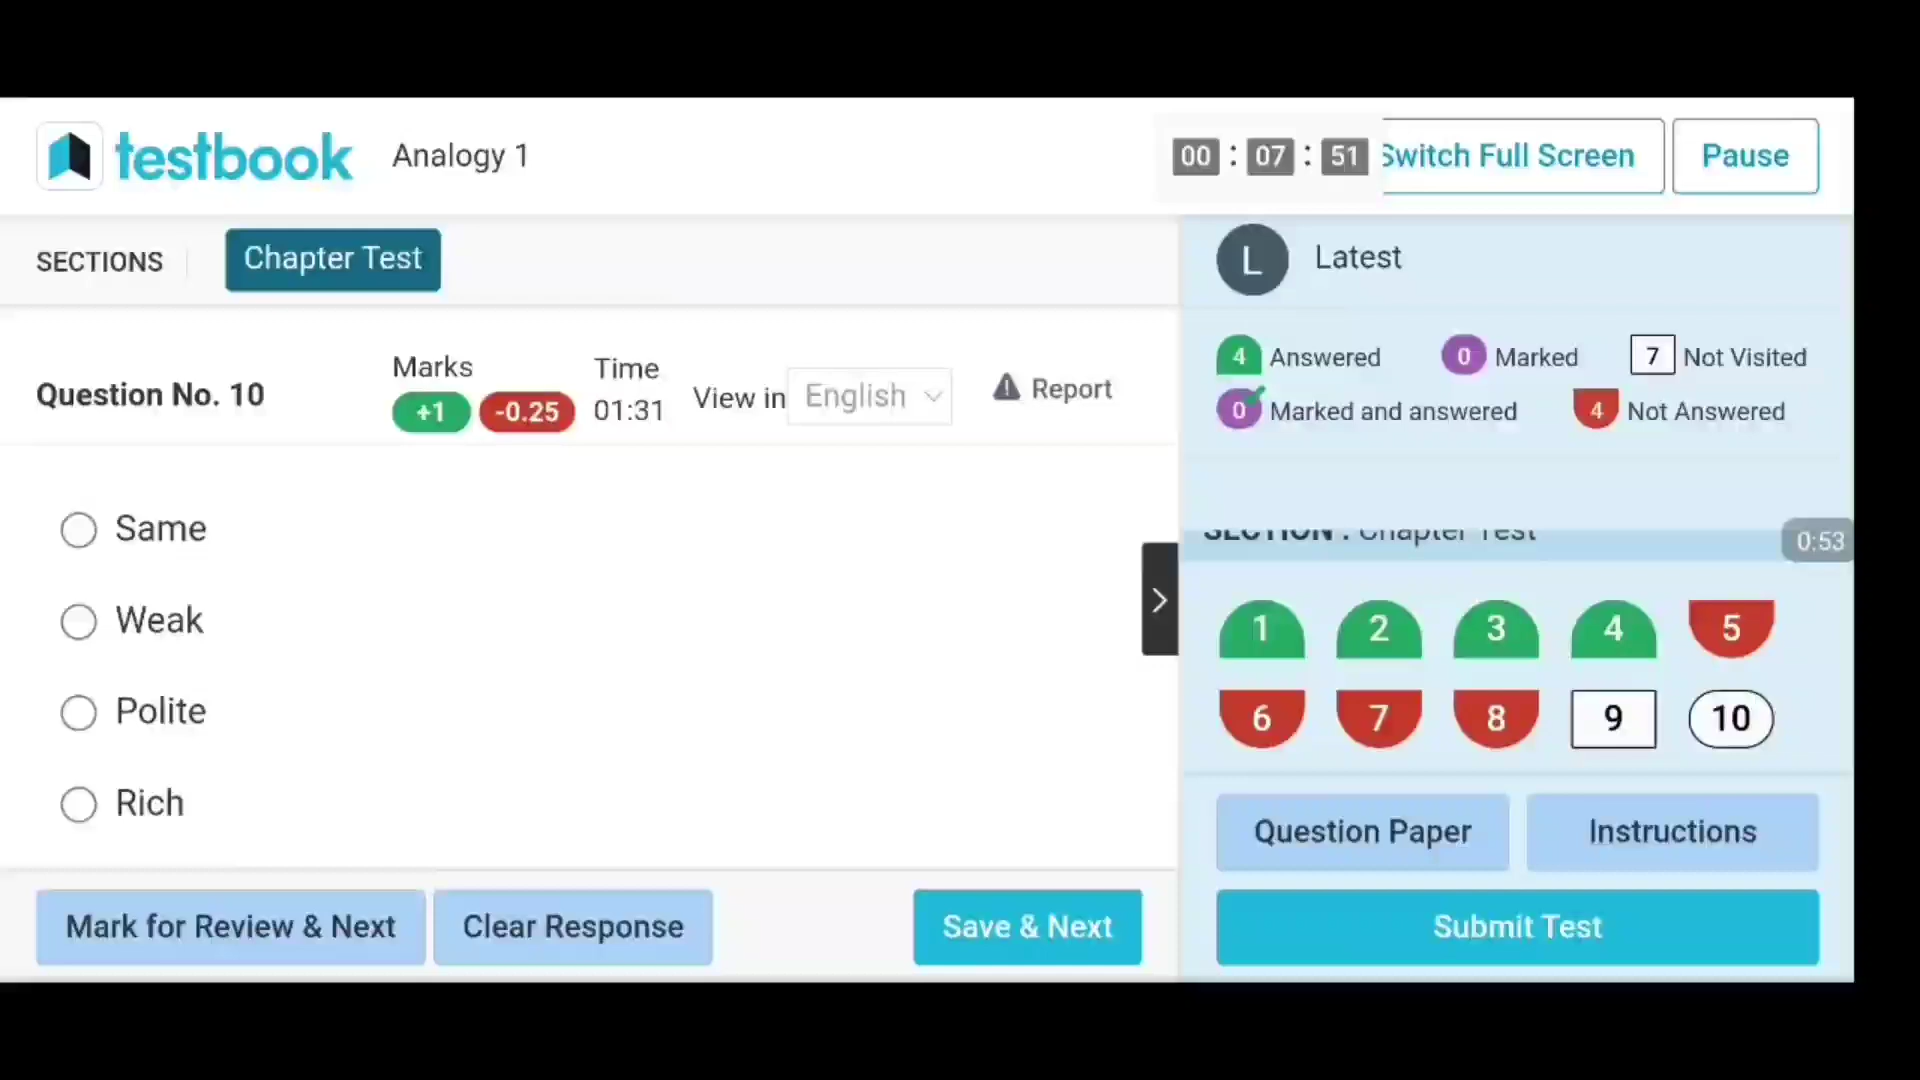 testbook
Analogy 1
00 : 07 : 51
Switch Full Screen
Pause
SECTIONS
Chapter Test
L
Latest
4 Answered
0 Marked
7 Not Visited
0 Marked and answered
4 Not Answered
Question No. 10
Marks
+1
-0.25
Time
01:31
View in
English
Report
Same
Weak
Polite
Rich
SECTION : Chapter Test
0:53
1 2 3 4 5
6 7 8 9 10
Question Paper
Instructions
Mark for Review & Next
Clear Response
Save & Next
Submit Test